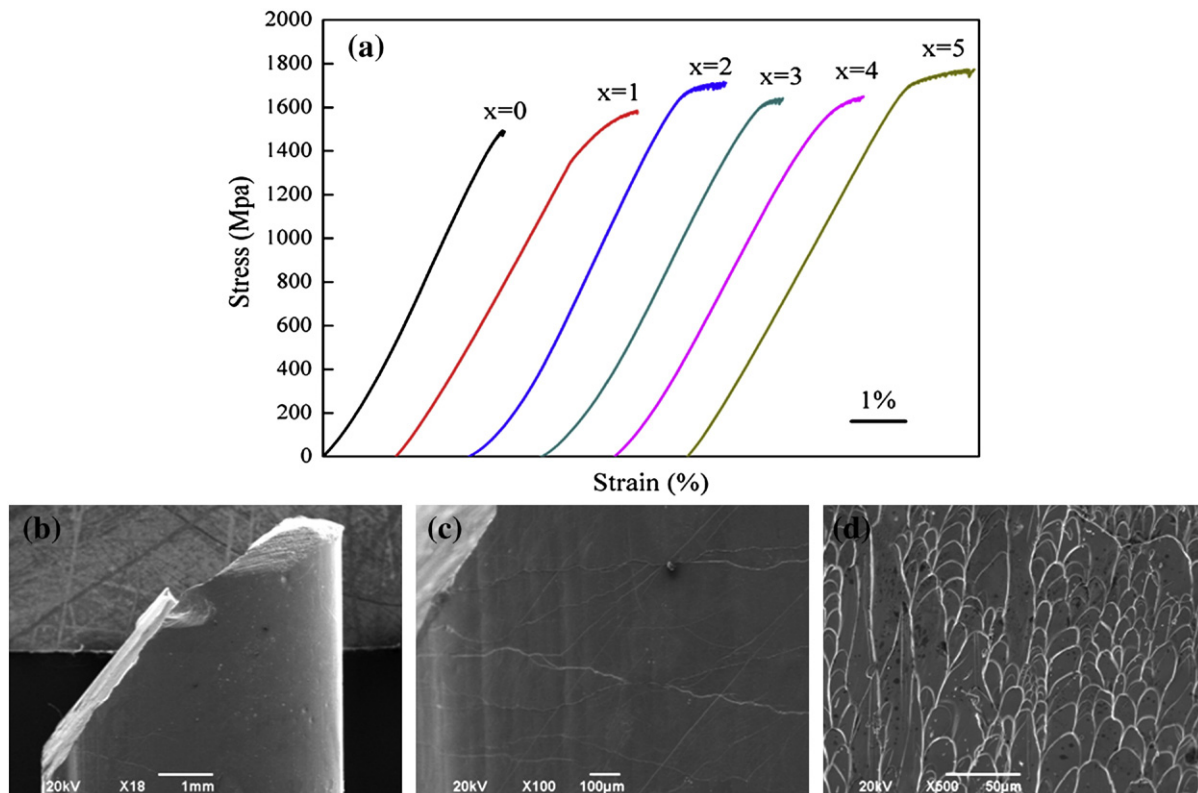 (a)
2000
1800
1600
1400
1200
1000
800
600
400
200
0
Stress (Mpa)
x=0
x=1
x=2
x=3
x=4
x=5
1%
Strain (%)
(b)
20kV X18 1mm
(c)
20kV X100 100µm
(d)
20kV X500 50µm